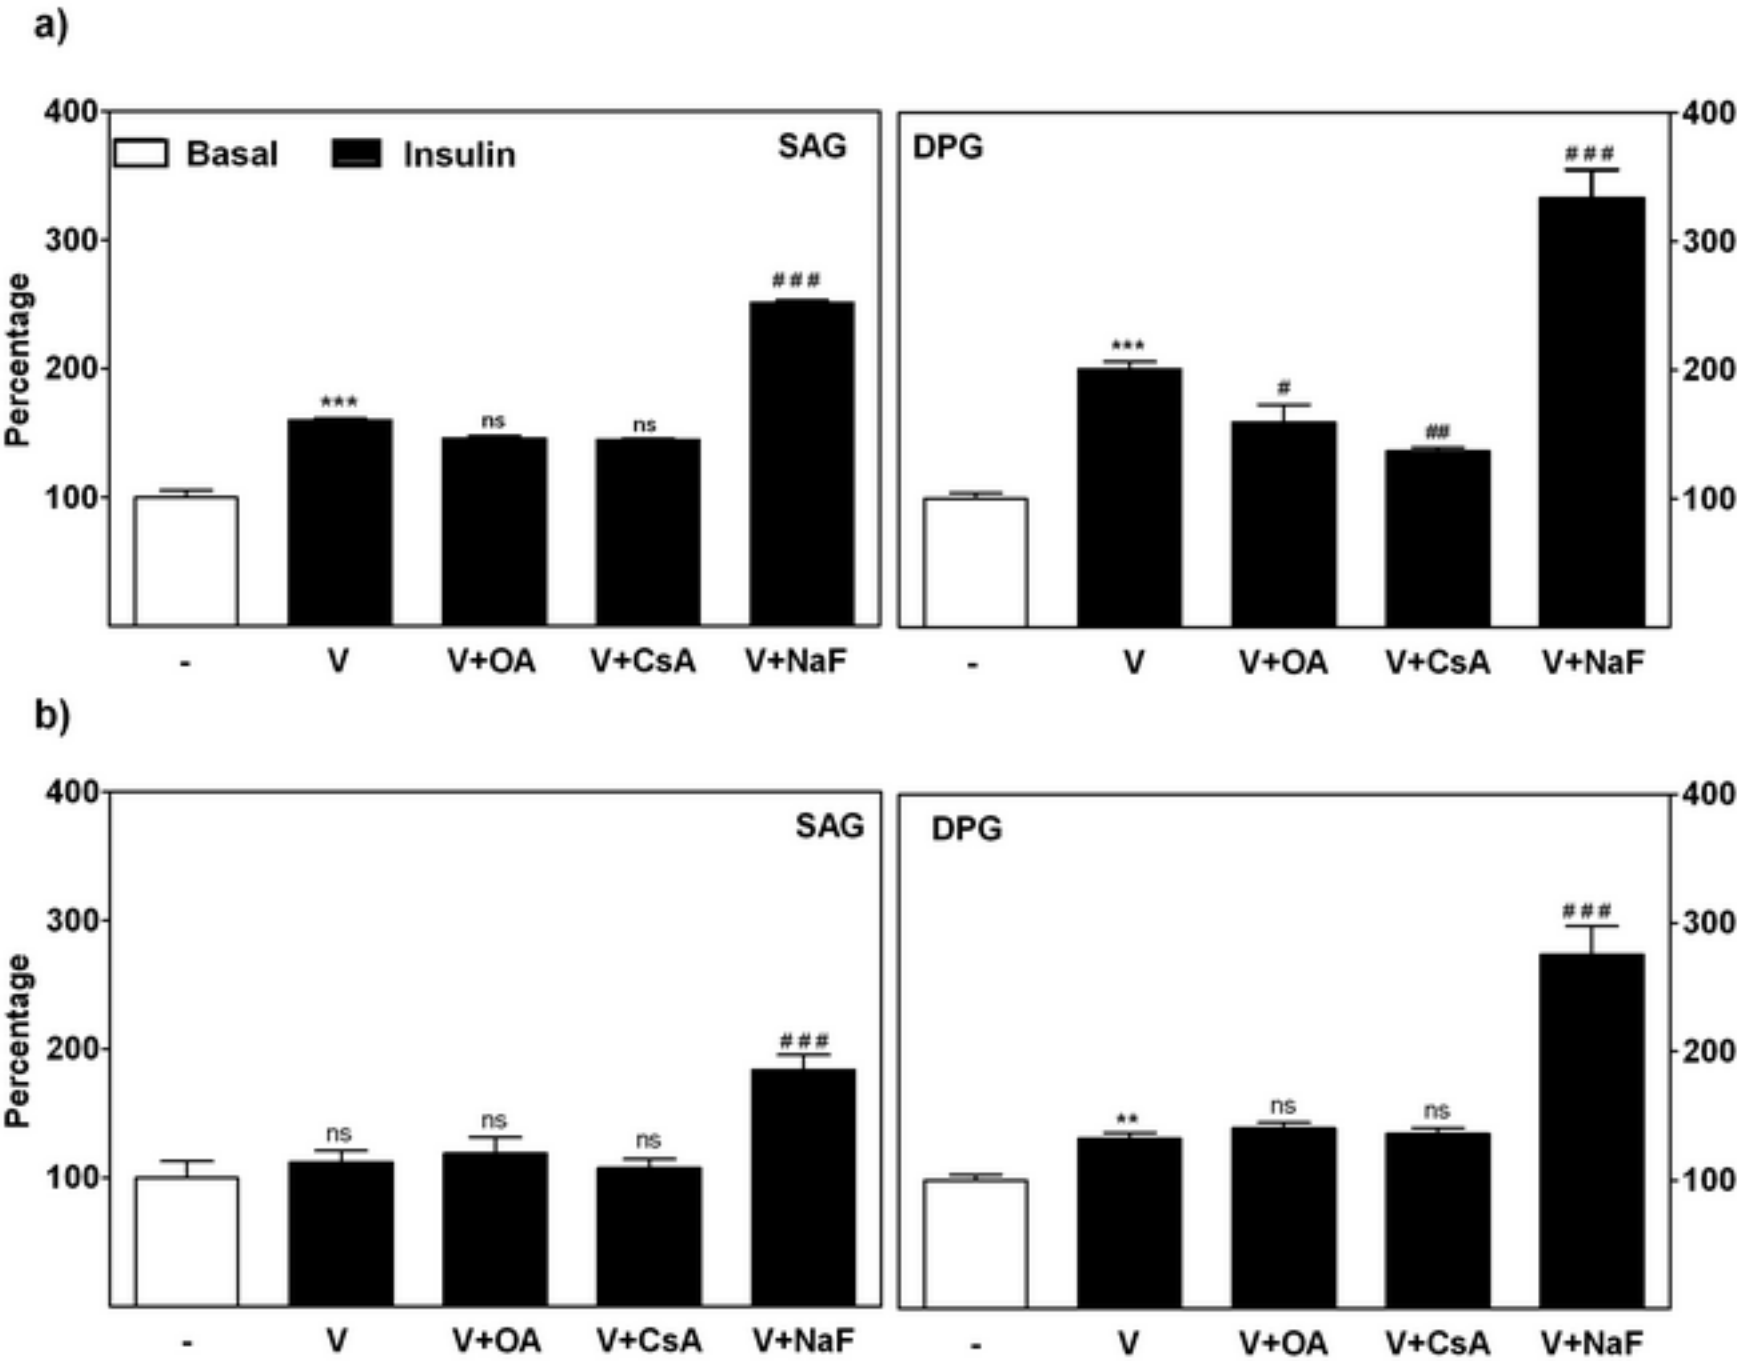 a)
400
300
200
100
Percentage
Basal
Insulin
SAG
***
ns
ns
###
-
V
V+OA
V+CsA
V+NaF
DPG
***
#
##
###
400
300
200
100
-
V
V+OA
V+CsA
V+NaF
b)
400
300
200
100
Percentage
SAG
ns
ns
ns
###
-
V
V+OA
V+CsA
V+NaF
DPG
**
ns
ns
###
400
300
200
100
-
V
V+OA
V+CsA
V+NaF